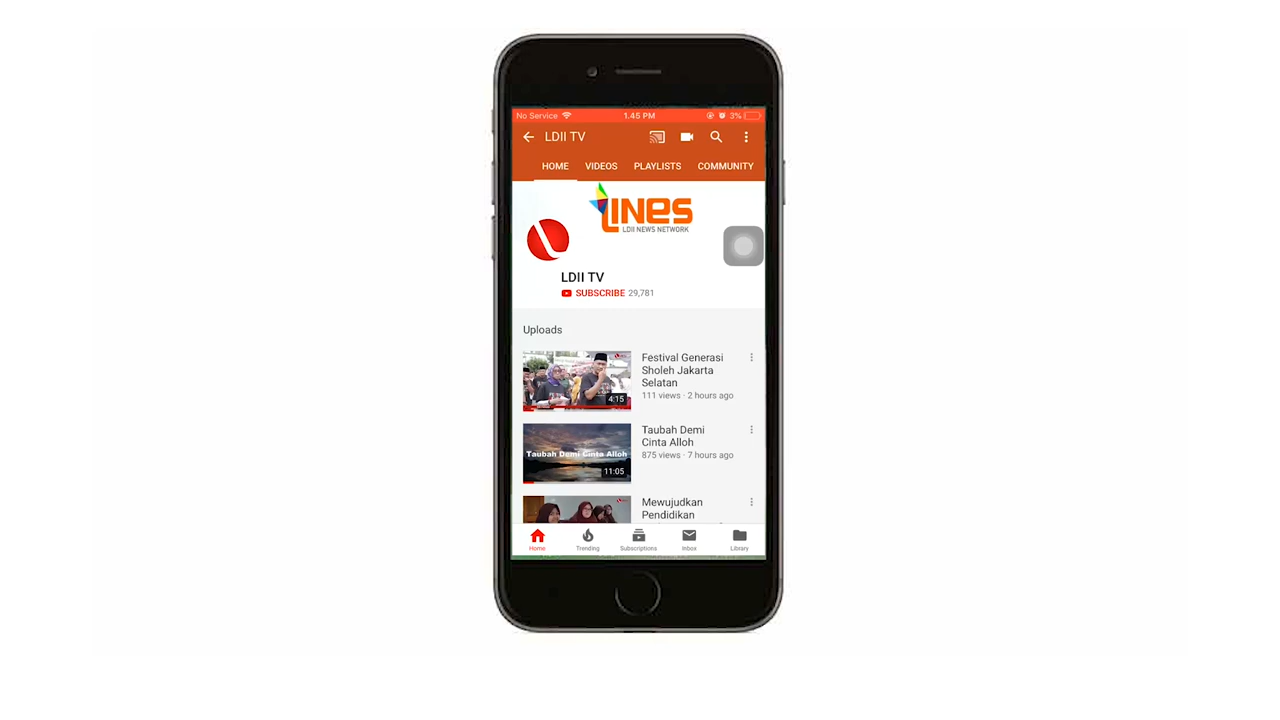 No Service 1.45 PM 3%
LDII TV
HOME VIDEOS PLAYLISTS COMMUNITY
LINES
LDII NEWS NETWORK
LDII TV
SUBSCRIBE 29,781
Uploads
Festival Generasi
Sholeh Jakarta
Selatan
111 views · 2 hours ago
4:15
Taubah Demi
Cinta Alloh
875 views · 7 hours ago
Taubah Demi Cinta Alloh
11:05
Mewujudkan
Pendidikan
Home Trending Subscriptions Inbox Library